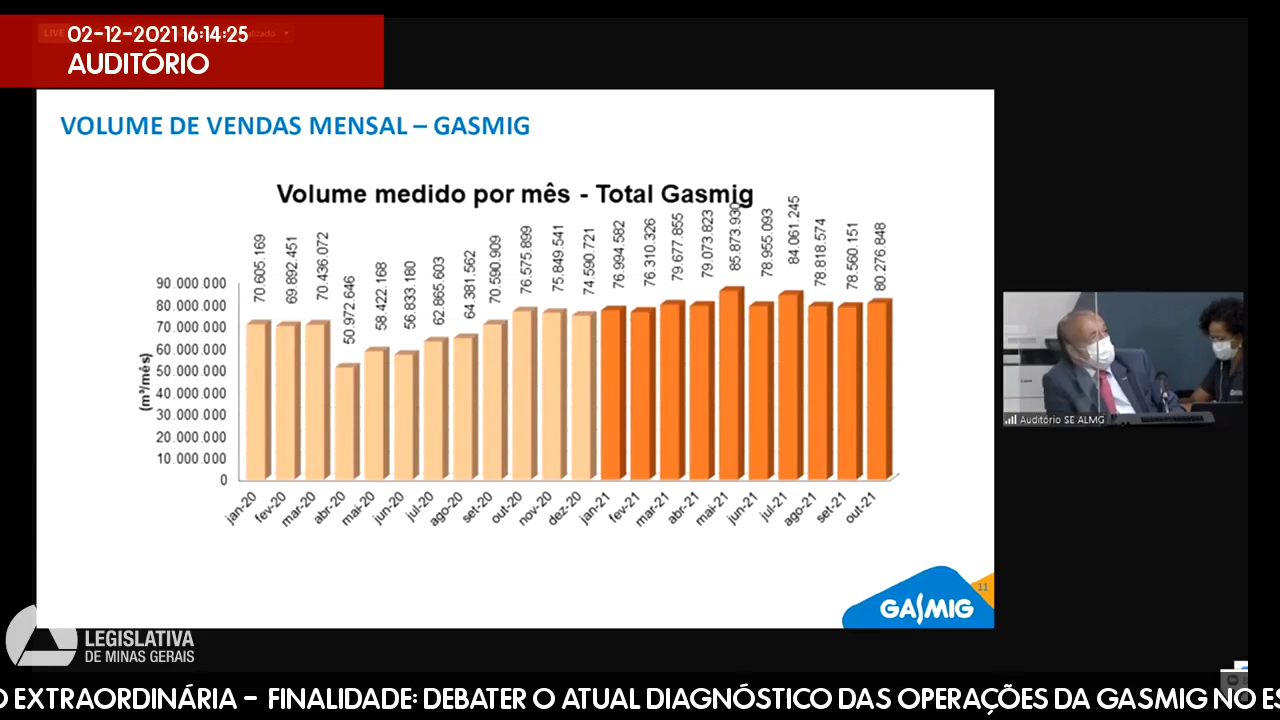 LIVE
02-12-2021 16:14:25
AUDITÓRIO
VOLUME DE VENDAS MENSAL – GASMIG
Volume medido por mês - Total Gasmig
70.605.169
69.892.451
70.436.072
50.972.646
58.422.168
56.833.180
62.865.603
64.381.562
70.590.909
76.575.899
75.849.541
74.590.721
76.994.582
76.310.326
79.677.855
79.073.823
85.873.930
78.955.093
84.061.245
78.818.574
78.560.151
80.276.848
(m³/mês)
90.000.000
80.000.000
70.000.000
60.000.000
50.000.000
40.000.000
30.000.000
20.000.000
10.000.000
0
jan-20
fev-20
mar-20
abr-20
mai-20
jun-20
jul-20
ago-20
set-20
out-20
nov-20
dez-20
jan-21
fev-21
mar-21
abr-21
mai-21
jun-21
jul-21
ago-21
set-21
out-21
Auditório SE ALMG
11
GASMIG
LEGISLATIVA
DE MINAS GERAIS
O EXTRAORDINÁRIA – FINALIDADE: DEBATER O ATUAL DIAGNÓSTICO DAS OPERAÇÕES DA GASMIG NO ES